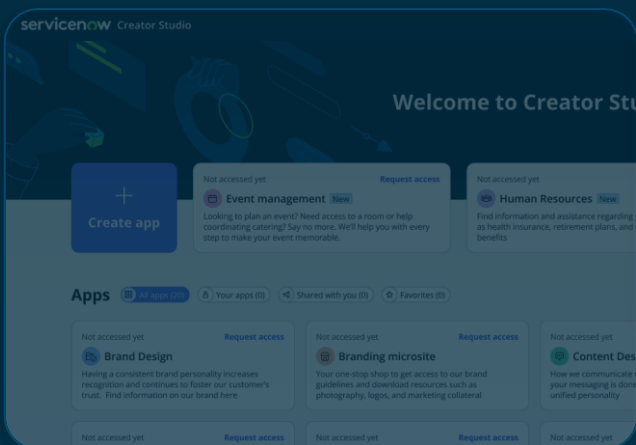 servicenow Creator Studio
Welcome to Creator
Create app
Not accessed yet Request access
Event management New
Looking to plan an event? Need access to a room or help
coordinating catering? Say no more. We'll help you with every
step to make your event memorable.
Not accessed yet
Human Resources New
Find information and assistance regarding
as health insurance, retirement plans, and
benefits
Apps All apps (20) Your apps (0) Shared with you (0) Favorites (0)
Not accessed yet Request access
Brand Design
Having a consistent brand personality increases
recognition and continues to foster our customer's
trust. Find information on our brand here
Not accessed yet Request access
Branding microsite
Your one-stop shop to get access to our brand
guidelines and download resources such as
photography, logos, and marketing collateral
Not accessed yet
Content
How we communicate
your messaging is
unified personality
Not accessed yet Request access
Not accessed yet Request access
Not accessed yet